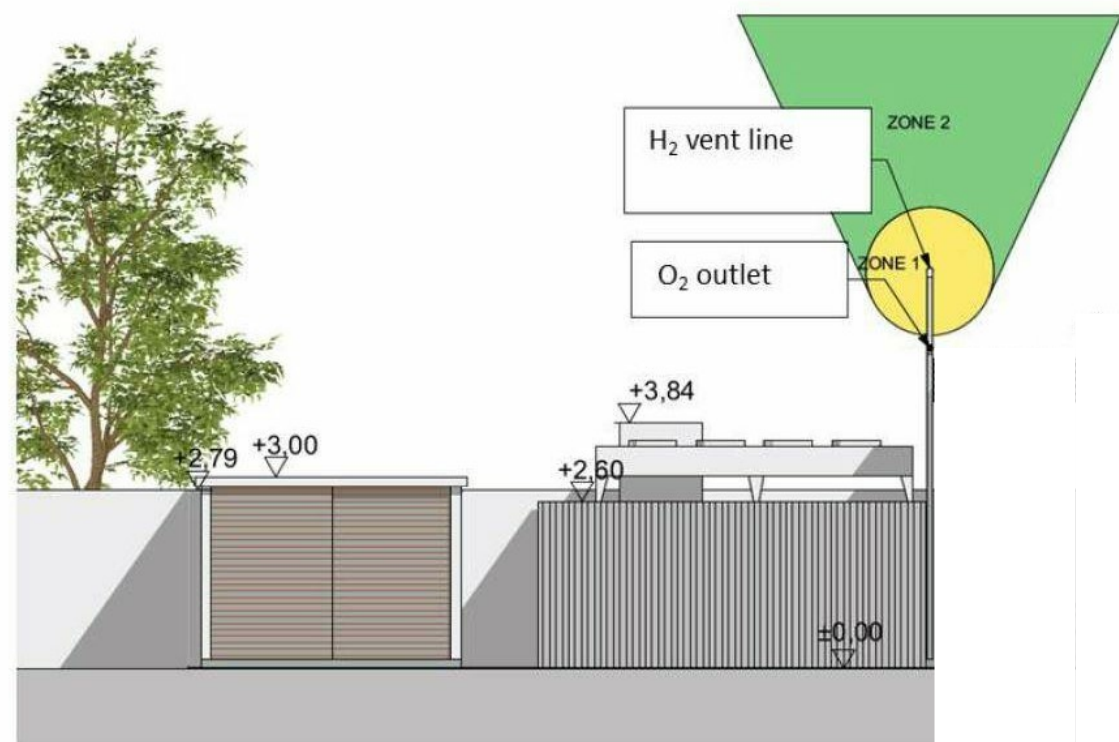 ZONE 2
H₂ vent line
ZONE 1
O₂ outlet
+3,84
+3,00
+2,79
+2,60
±0,00